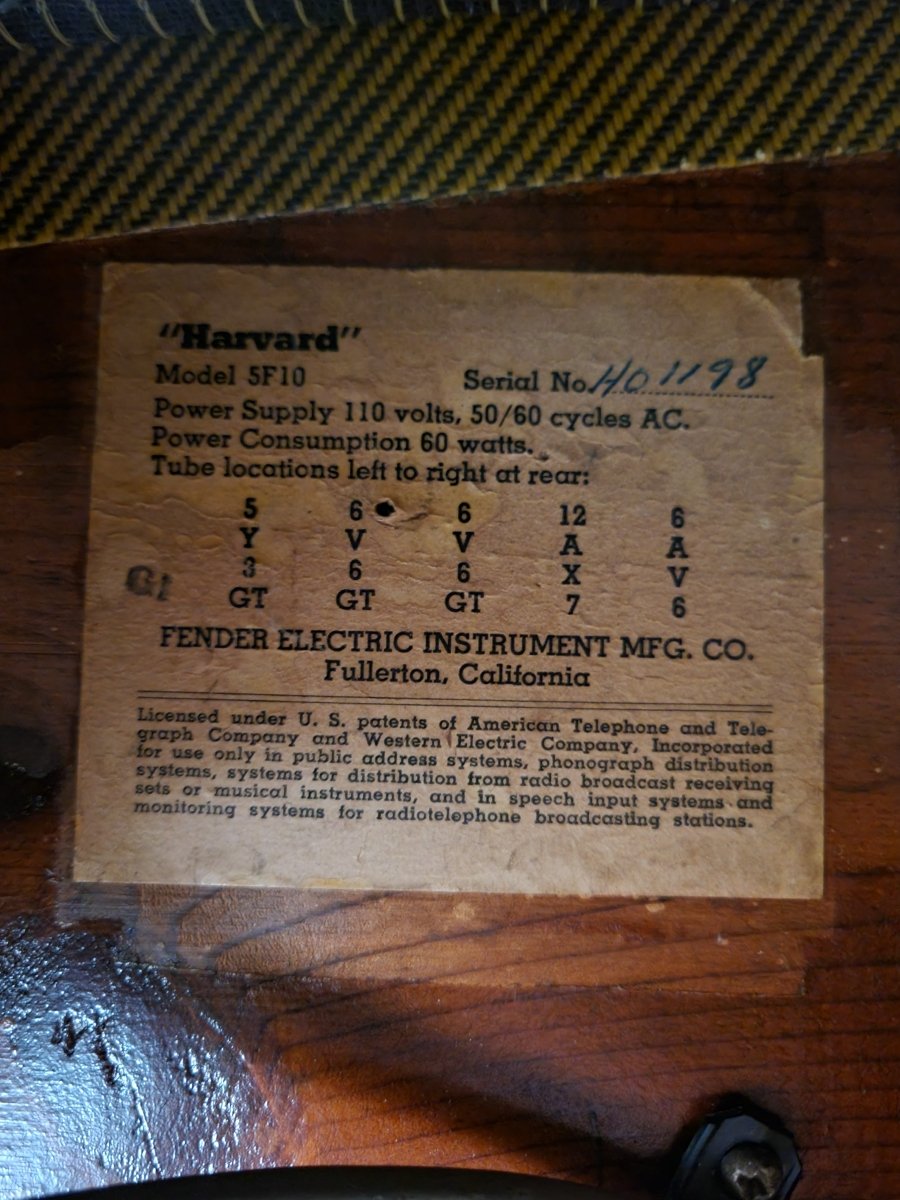 "Harvard"
Model 5F10 Serial No. H01198
Power Supply 110 volts, 50/60 cycles AC.
Power Consumption 60 watts.
Tube locations left to right at rear:
5 6 6 12 6
Y V V A A
3 6 6 X V
GT GT GT 7 6
GI
FENDER ELECTRIC INSTRUMENT MFG. CO.
Fullerton, California
Licensed under U. S. patents of American Telephone and Tele-
graph Company and Western Electric Company, Incorporated
for use only in public address systems, phonograph distribution
systems, systems for distribution from radio broadcast receiving
sets or musical instruments, and in speech input systems and
monitoring systems for radiotelephone broadcasting stations.